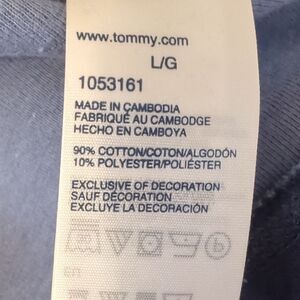 www.tommy.com
L/G
1053161
MADE IN CAMBODIA
FABRIQUÉ AU CAMBODGE
HECHO EN CAMBOYA
90% COTTON/COTON/ALGODÓN
10% POLYESTER/POLIÉSTER
EXCLUSIVE OF DECORATION
SAUF DÉCORATION
EXCLUYE LA DECORACIÓN